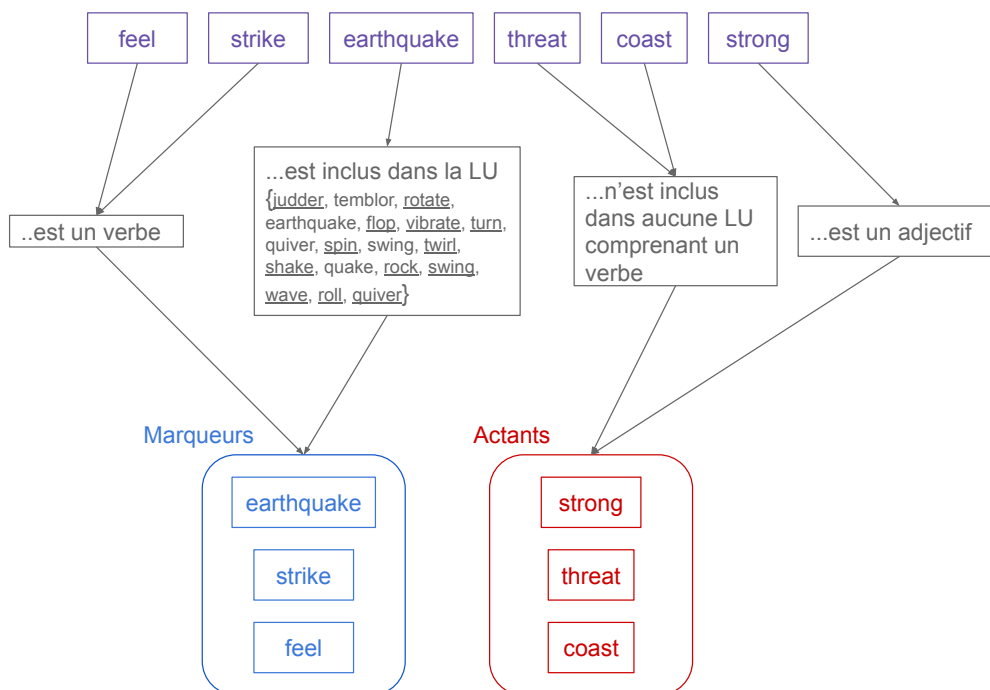 feel strike earthquake threat coast strong
...est inclus dans la LU
{judder, temblor, rotate,
earthquake, flop, vibrate, turn,
quiver, spin, swing, twirl,
shake, quake, rock, swing,
wave, roll, quiver}
...n'est inclus
dans aucune LU
comprenant un
verbe
..est un verbe
...est un adjectif
Marqueurs
earthquake
strike
feel
Actants
strong
threat
coast